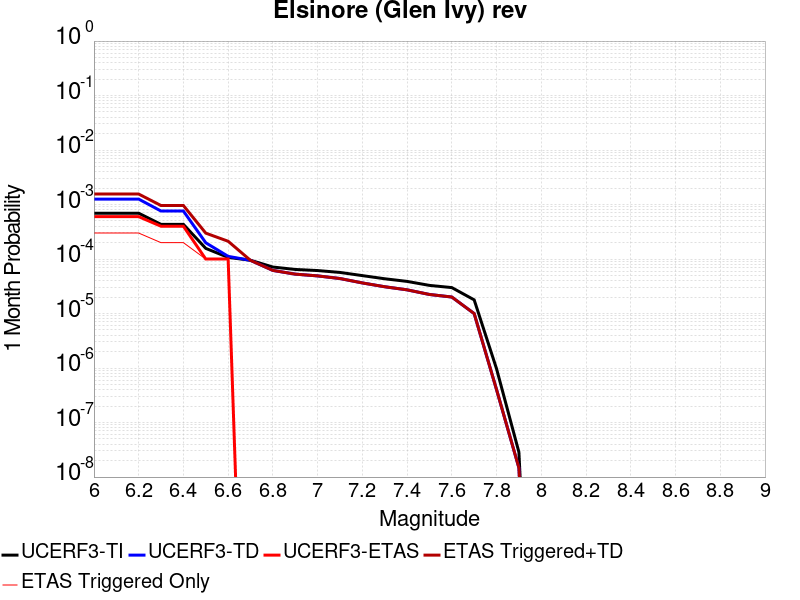 Elsinore (Glen Ivy) rev
10^0
10^-1
10^-2
10^-3
10^-4
10^-5
10^-6
10^-7
10^-8
1 Month Probability
6 6.2 6.4 6.6 6.8 7 7.2 7.4 7.6 7.8 8 8.2 8.4 8.6 8.8 9
Magnitude
UCERF3-TI UCERF3-TD UCERF3-ETAS ETAS Triggered+TD
ETAS Triggered Only